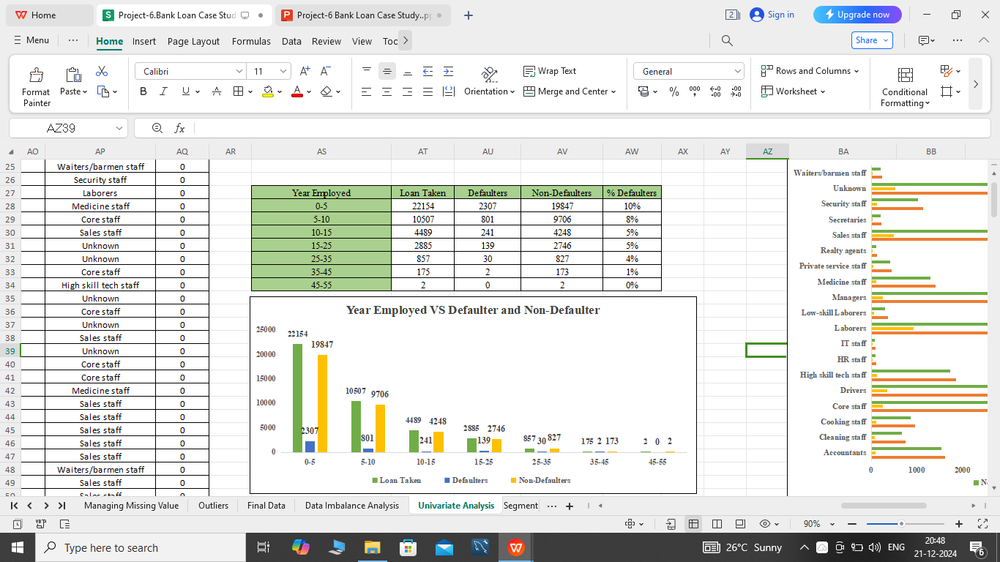 Home Project-6.Bank Loan Case Stud Project-6 Bank Loan Case Study..pp + 2 Sign in Upgrade now
Menu ··· Home Insert Page Layout Formulas Data Review View Toc > Share
Format Painter Paste Calibri 11 A+ A- Wrap Text General Rows and Columns
B I U A A Orientation Merge and Center % Worksheet Conditional Formatting
AZ39 fx
AO AP AQ AR AS AT AU AV AW AX AY AZ BA BB
25 Waiters/barmen staff 0
26 Security staff 0
27 Laborers 0 Year Employed Loan Taken Defaulters Non-Defaulters % Defaulters
28 Medicine staff 0 0-5 22154 2307 19847 10%
29 Core staff 0 5-10 10507 801 9706 8%
30 Sales staff 0 10-15 4489 241 4248 5%
31 Unknown 0 15-25 2885 139 2746 5%
32 Unknown 0 25-35 857 30 827 4%
33 Core staff 0 35-45 175 2 173 1%
34 High skill tech staff 0 45-55 2 0 2 0%
35 Unknown 0
36 Core staff 0
37 Unknown 0
38 Sales staff 0
39 Unknown 0
40 Core staff 0
41 Core staff 0
42 Medicine staff 0
43 Sales staff 0
44 Sales staff 0
45 Sales staff 0
46 Sales staff 0
47 Sales staff 0
48 Waiters/barmen staff 0
49 Sales staff 0
Year Employed VS Defaulter and Non-Defaulter
25000
20000
15000
10000
5000
0
22154 2307 19847
10507 801 9706
4489 241 4248
2885 139 2746
857 30 827
175 2 173
2 0 2
0-5 5-10 10-15 15-25 25-35 35-45 45-55
Loan Taken Defaulters Non-Defaulters
Waiters/barmen staff
Unknown
Security staff
Secretaries
Sales staff
Realty agents
Private service staff
Medicine staff
Managers
Low-skill Laborers
Laborers
IT staff
HR staff
High skill tech staff
Drivers
Core staff
Cooking staff
Cleaning staff
Accountants
0 1000 2000
Managing Missing Value Outliers Final Data Data Imbalance Analysis Univariate Analysis Segment ··· +
90% − +
Type here to search 26°C Sunny ENG 20:48
21-12-2024 6